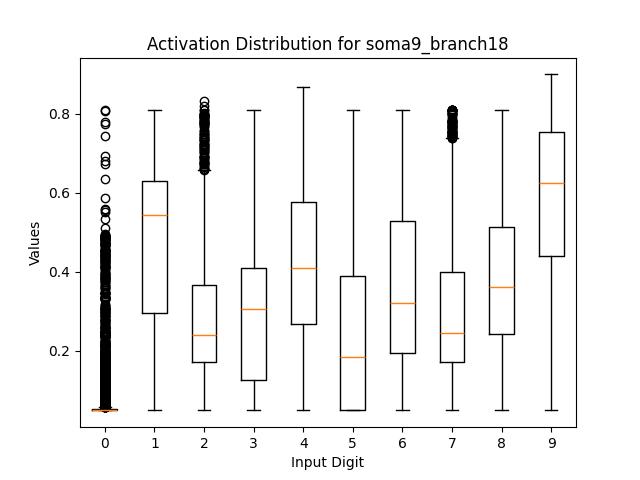 Activation Distribution for soma9_branch18
Values
0.8
0.6
0.4
0.2
0 1 2 3 4 5 6 7 8 9
Input Digit